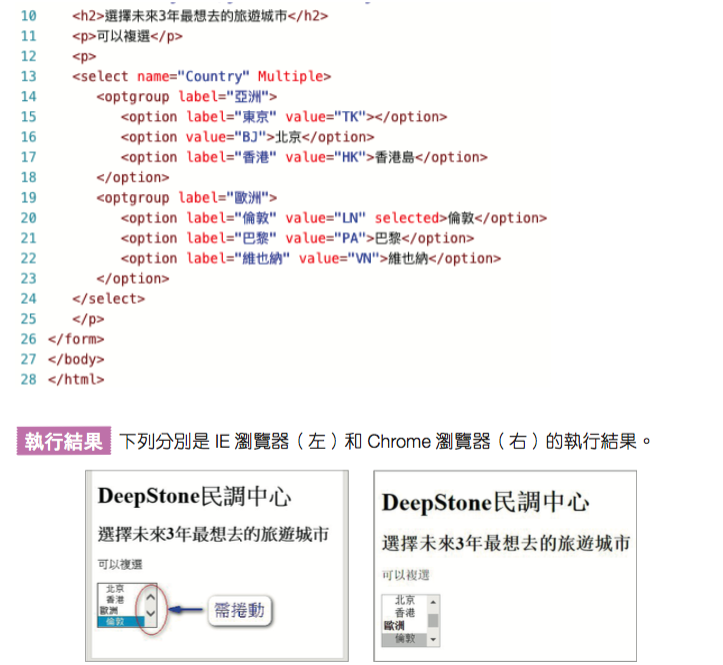 10 <h2>選擇未來3年最想去的旅遊城市</h2>
11 <p>可以複選</p>
12 <p>
13 <select name="Country" Multiple>
14 <optgroup label="亞洲">
15 <option label="東京" value="TK"></option>
16 <option value="BJ">北京</option>
17 <option label="香港" value="HK">香港島</option>
18 </option>
19 <optgroup label="歐洲">
20 <option label="倫敦" value="LN" selected>倫敦</option>
21 <option label="巴黎" value="PA">巴黎</option>
22 <option label="維也納" value="VN">維也納</option>
23 </option>
24 </select>
25 </p>
26 </form>
27 </body>
28 </html>
執行結果 下列分別是 IE 瀏覽器（左）和 Chrome 瀏覽器（右）的執行結果。
DeepStone民調中心
選擇未來3年最想去的旅遊城市
可以複選
北京
香港
歐洲
倫敦
需捲動
DeepStone民調中心
選擇未來3年最想去的旅遊城市
可以複選
北京
香港
歐洲
倫敦